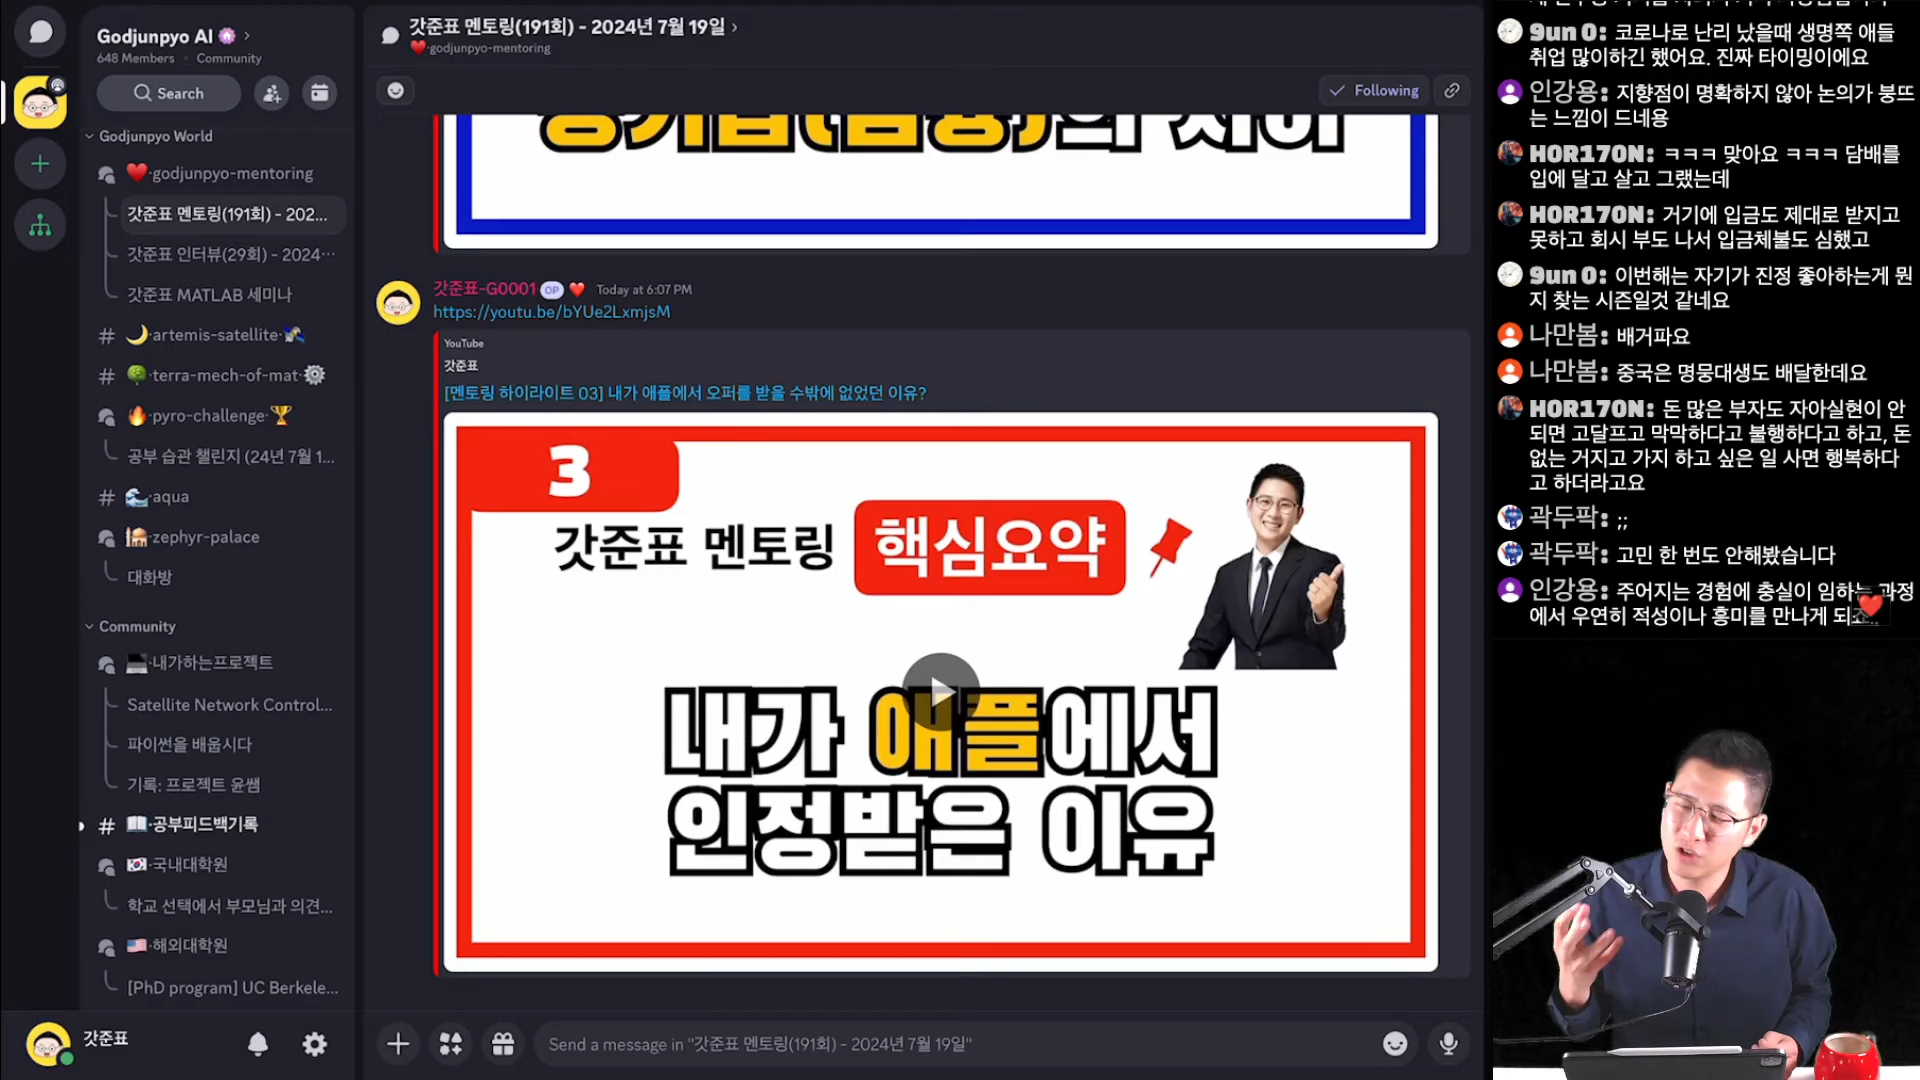 Godjunpyo AI
648 Members · Community
Search
Godjunpyo World
godjunpyo-mentoring
갓준표 멘토링(191회) - 202...
갓준표 인터뷰(29회) - 2024...
갓준표 MATLAB 세미나
artemis-satellite
terra-mech-of-mat
pyro-challenge
공부 습관 챌린지 (24년 7월 1...
aqua
zephyr-palace
대화방
Community
내가하는프로젝트
Satellite Network Control...
파이썬을 배웁시다
기록: 프로젝트 윤쌤
공부피드백기록
국내대학원
학교 선택에서 부모님과 의견...
해외대학원
[PhD program] UC Berkele...
갓준표
갓준표 멘토링(191회) - 2024년 7월 19일
godjunpyo-mentoring
Following
갓준표-G0001 OP Today at 6:07 PM
https://youtu.be/bYUe2LxmjsM
YouTube
갓준표
[멘토링 하이라이트 03] 내가 애플에서 오퍼를 받을 수밖에 없었던 이유?
3
갓준표 멘토링 핵심요약
내가 애플에서
인정받은 이유
Send a message in "갓준표 멘토링(191회) - 2024년 7월 19일"
9un 0: 코로나로 난리 났을때 생명쪽 애들
취업 많이하긴 했어요. 진짜 타이밍이에요
인강용: 지향점이 명확하지 않아 논의가 붕뜨
는 느낌이 드네용
H0R170N: ㅋㅋㅋ 맞아요 ㅋㅋㅋ 담배를
입에 달고 살고 그랬는데
H0R170N: 거기에 입금도 제대로 받지고
못하고 회시 부도 나서 입금체불도 심했고
9un 0: 이번해는 자기가 진정 좋아하는게 뭔
지 찾는 시즌일것 같네요
나만봄: 배거파요
나만봄: 중국은 명뭉대생도 배달한데요
H0R170N: 돈 많은 부자도 자아실현이 안
되면 고달프고 막막하다고 불행하다고 하고, 돈
없는 거지고 가지 하고 싶은 일 사면 행복하다
고 하더라고요
곽두팍: ;;
곽두팍: 고민 한 번도 안해봤습니다
인강용: 주어지는 경험에 충실이 임하는 과정
에서 우연히 적성이나 흥미를 만나게 되죠..